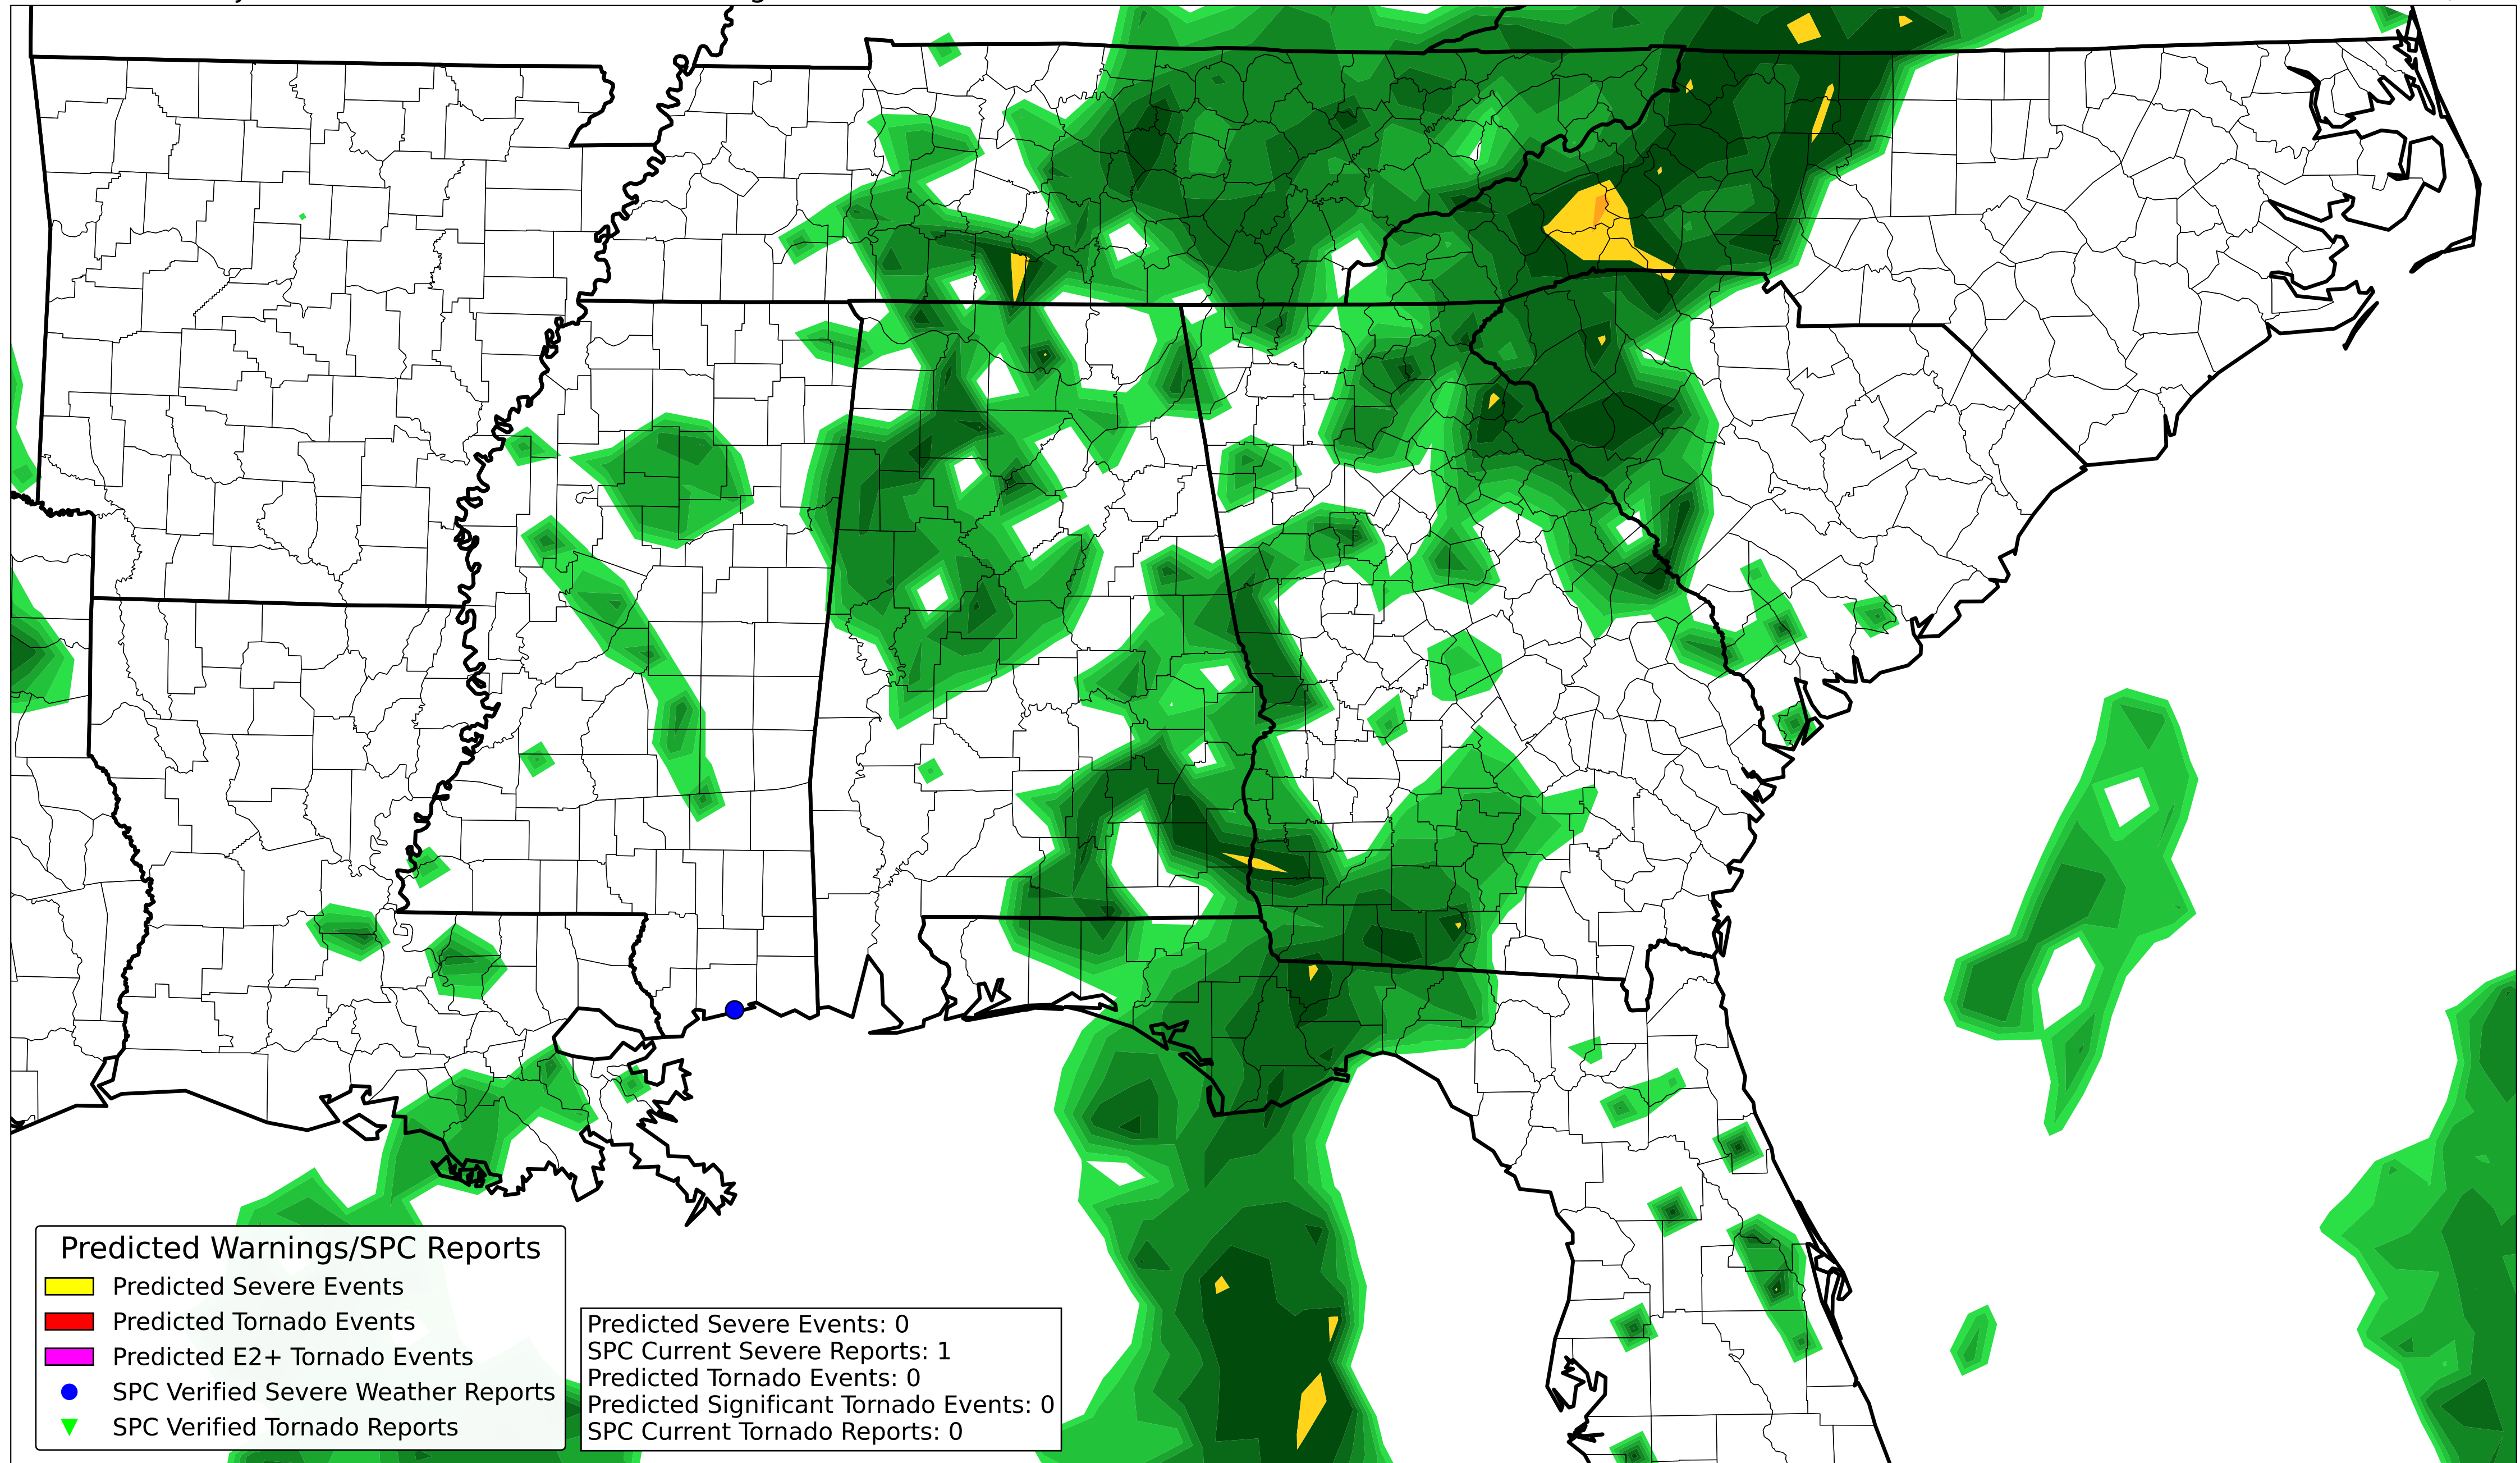 Predicted Warnings/SPC Reports
Predicted Severe Events
Predicted Tornado Events
Predicted E2+ Tornado Events
SPC Verified Severe Weather Reports
SPC Verified Tornado Reports
Predicted Severe Events: 0
SPC Current Severe Reports: 1
Predicted Tornado Events: 0
Predicted Significant Tornado Events: 0
SPC Current Tornado Reports: 0